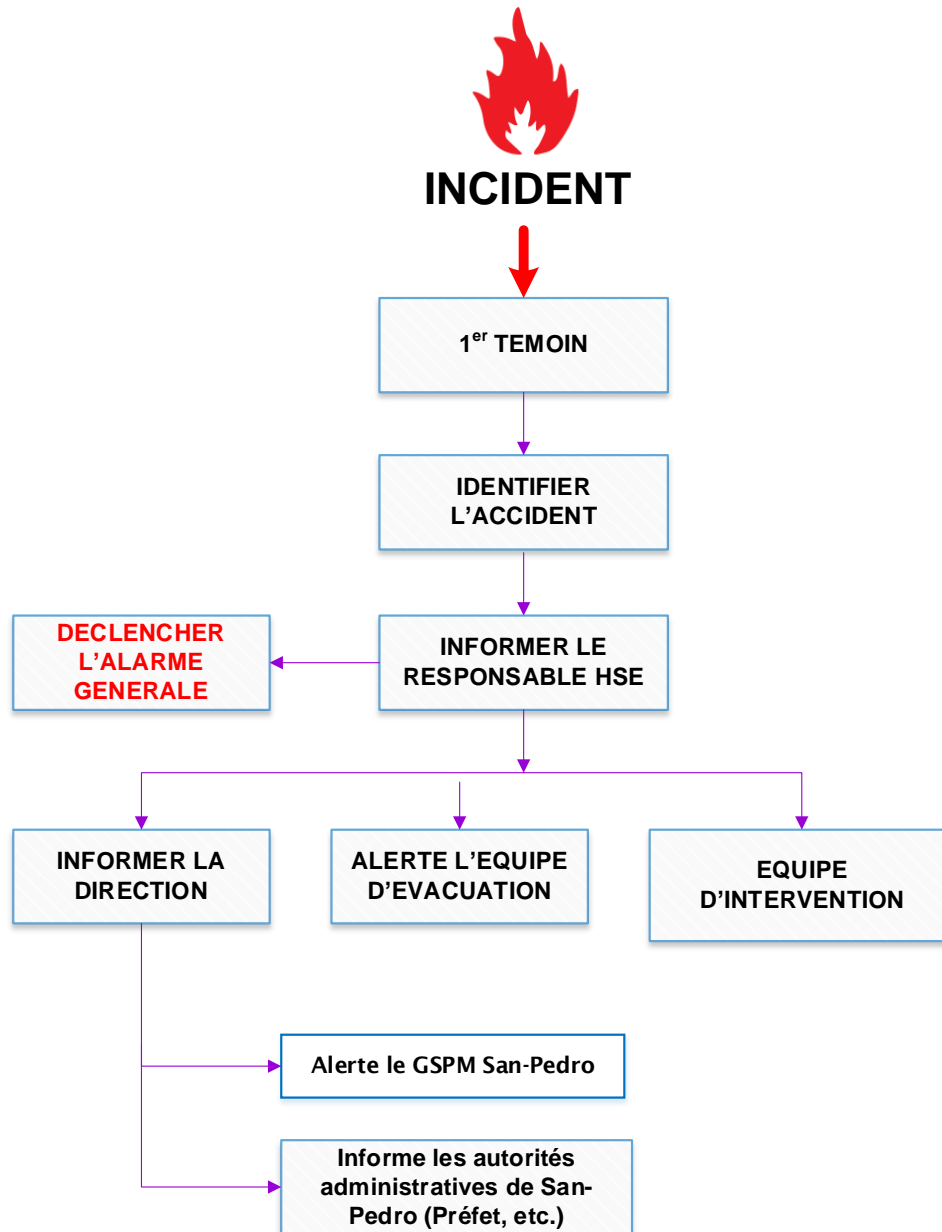 INCIDENT
1er TEMOIN
IDENTIFIER
L’ACCIDENT
DECLENCHER
L’ALARME
GENERALE
INFORMER LE
RESPONSABLE HSE
INFORMER LA
DIRECTION
ALERTE L’EQUIPE
D’EVACUATION
EQUIPE
D’INTERVENTION
Alerte le GSPM San-Pedro
Informe les autorités
administratives de San-
Pedro (Préfet, etc.)